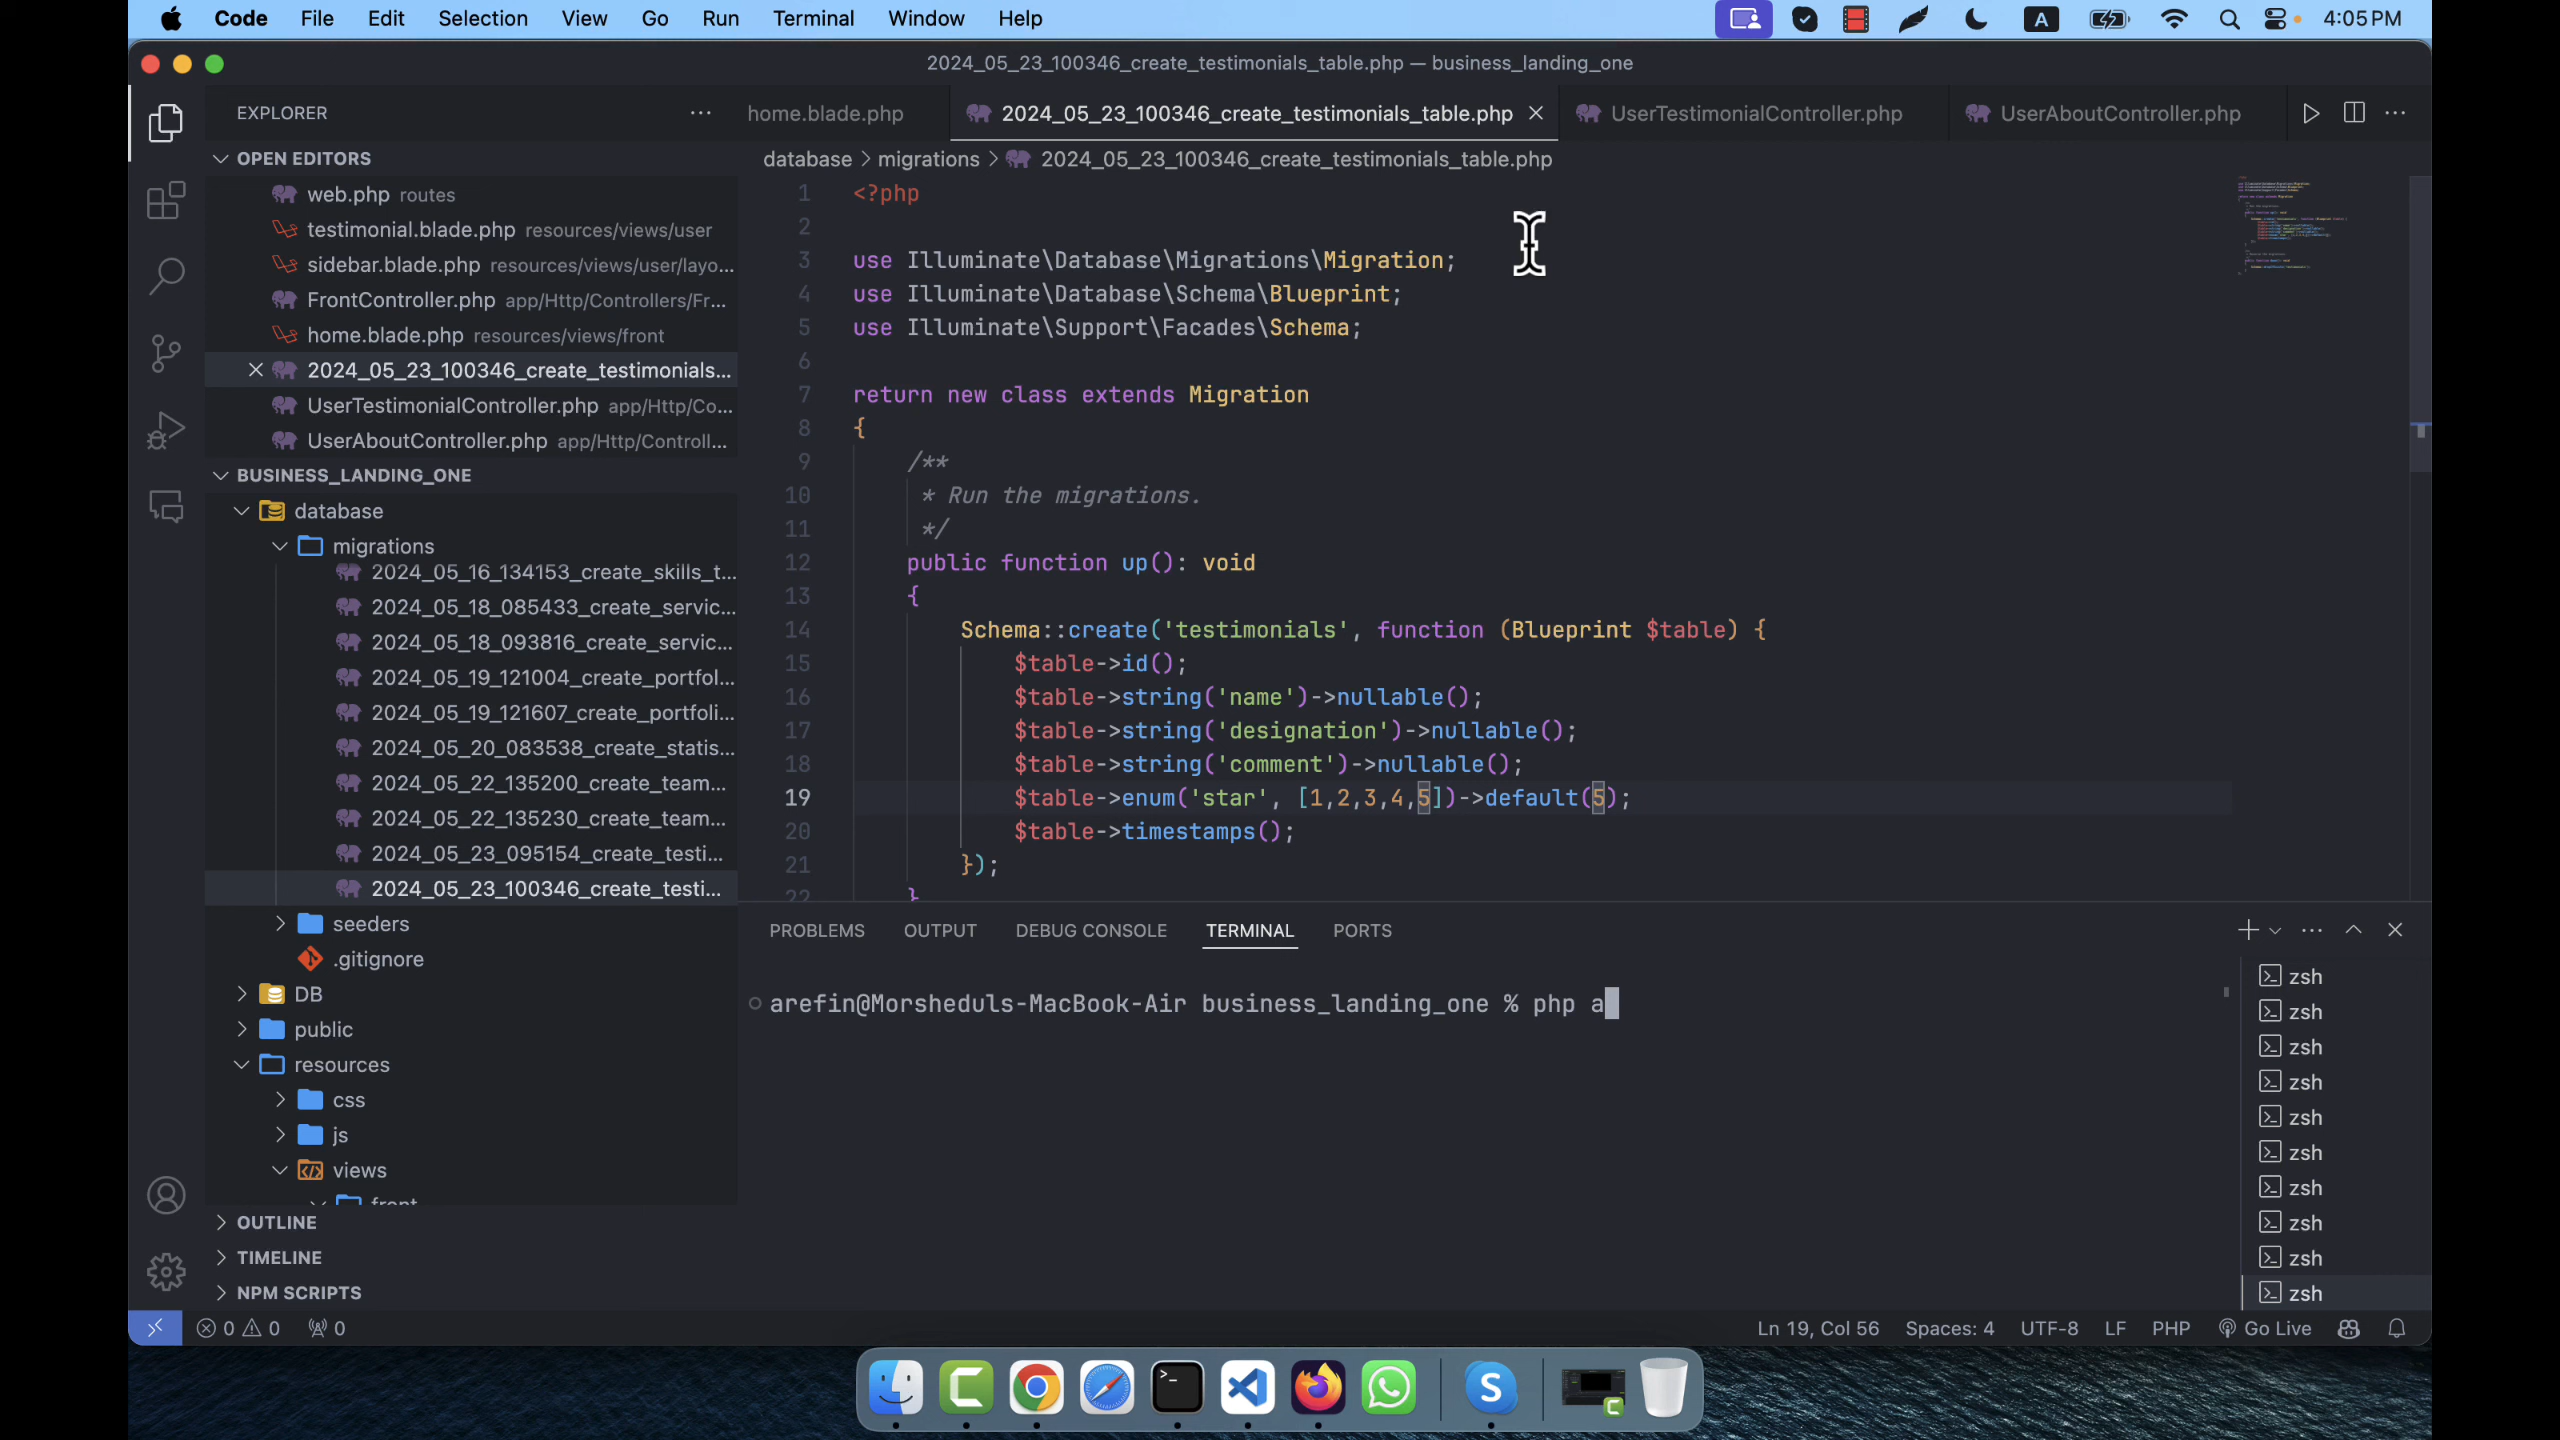 Code File Edit Selection View Go Run Terminal Window Help
A 4:05 PM
2024_05_23_100346_create_testimonials_table.php — business_landing_one
EXPLORER
home.blade.php
2024_05_23_100346_create_testimonials_table.php
UserTestimonialController.php
UserAboutController.php
OPEN EDITORS
web.php routes
testimonial.blade.php resources/views/user
sidebar.blade.php resources/views/user/layo...
FrontController.php app/Http/Controllers/Fr...
home.blade.php resources/views/front
2024_05_23_100346_create_testimonials...
UserTestimonialController.php app/Http/Co...
UserAboutController.php app/Http/Controll...
BUSINESS_LANDING_ONE
database
migrations
2024_05_16_134153_create_skills_t...
2024_05_18_085433_create_servic...
2024_05_18_093816_create_servic...
2024_05_19_121004_create_portfol...
2024_05_19_121607_create_portfoli...
2024_05_20_083538_create_statis...
2024_05_22_135200_create_team...
2024_05_22_135230_create_team...
2024_05_23_095154_create_testi...
2024_05_23_100346_create_testi...
seeders
.gitignore
DB
public
resources
css
js
views
front
OUTLINE
TIMELINE
NPM SCRIPTS
database > migrations > 2024_05_23_100346_create_testimonials_table.php
1 <?php
2
3 use Illuminate\Database\Migrations\Migration;
4 use Illuminate\Database\Schema\Blueprint;
5 use Illuminate\Support\Facades\Schema;
6
7 return new class extends Migration
8 {
9 /**
10 * Run the migrations.
11 */
12 public function up(): void
13 {
14 Schema::create('testimonials', function (Blueprint $table) {
15 $table->id();
16 $table->string('name')->nullable();
17 $table->string('designation')->nullable();
18 $table->string('comment')->nullable();
19 $table->enum('star', [1,2,3,4,5])->default(5);
20 $table->timestamps();
21 });
22 }
PROBLEMS OUTPUT DEBUG CONSOLE TERMINAL PORTS
arefin@Morsheduls-MacBook-Air business_landing_one % php a
zsh
zsh
zsh
zsh
zsh
zsh
zsh
zsh
zsh
zsh
0 0 0
Ln 19, Col 56 Spaces: 4 UTF-8 LF PHP Go Live